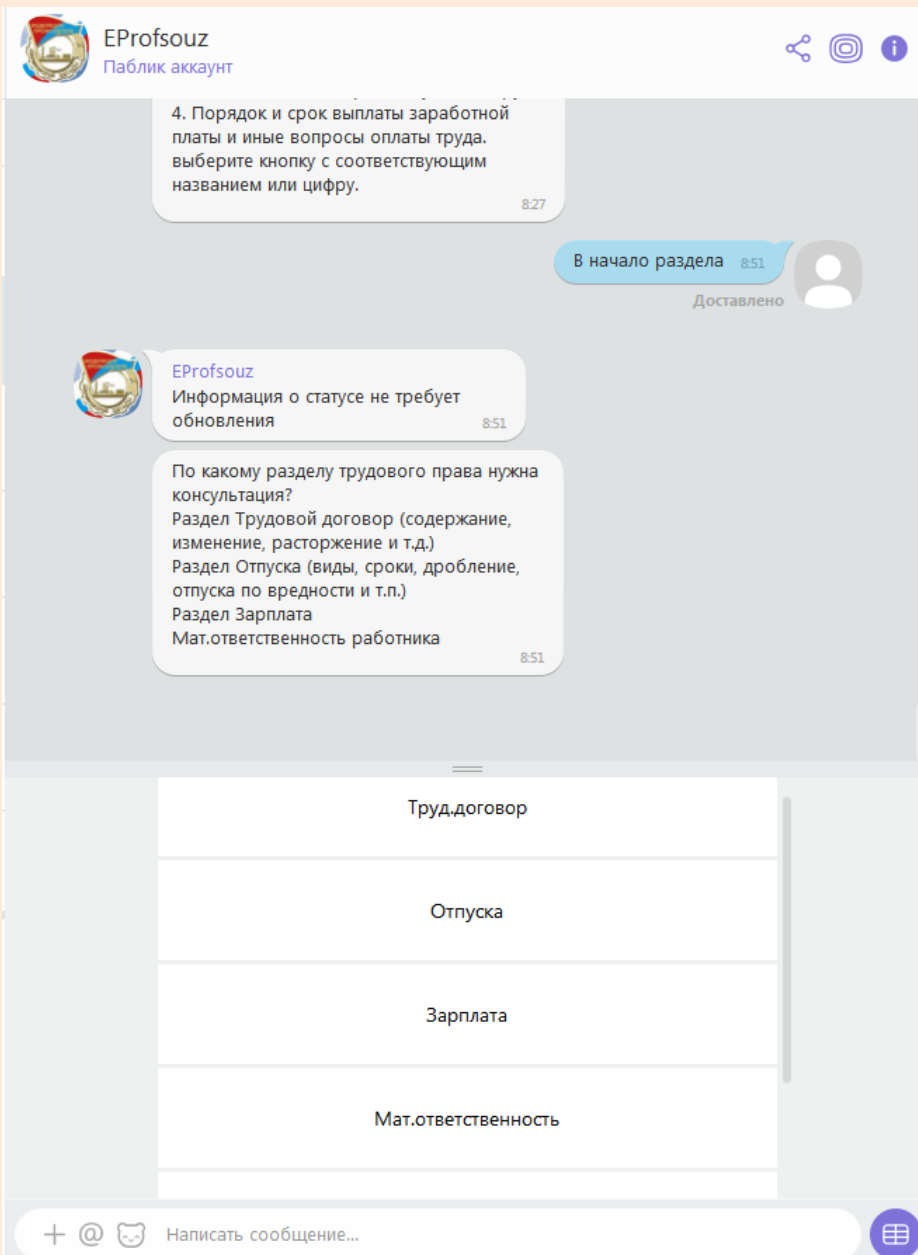 EProfsouz
Паблик аккаунт
4. Порядок и срок выплаты заработной
платы и иные вопросы оплаты труда.
выберите кнопку с соответствующим
названием или цифру.
8:27
В начало раздела 8:51
Доставлено
EProfsouz
Информация о статусе не требует
обновления 8:51
По какому разделу трудового права нужна
консультация?
Раздел Трудовой договор (содержание,
изменение, расторжение и т.д.)
Раздел Отпуска (виды, сроки, дробление,
отпуска по вредности и т.п.)
Раздел Зарплата
Мат.ответственность работника
8:51
Труд.договор
Отпуска
Зарплата
Мат.ответственность
Написать сообщение...